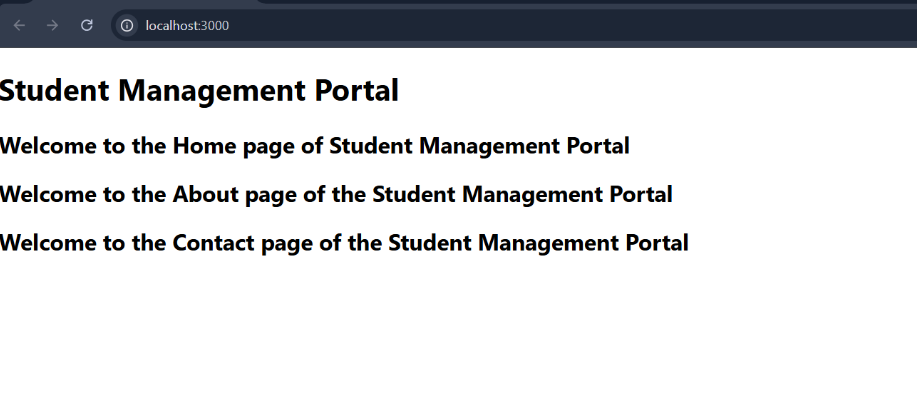 localhost:3000
Student Management Portal
Welcome to the Home page of Student Management Portal
Welcome to the About page of the Student Management Portal
Welcome to the Contact page of the Student Management Portal